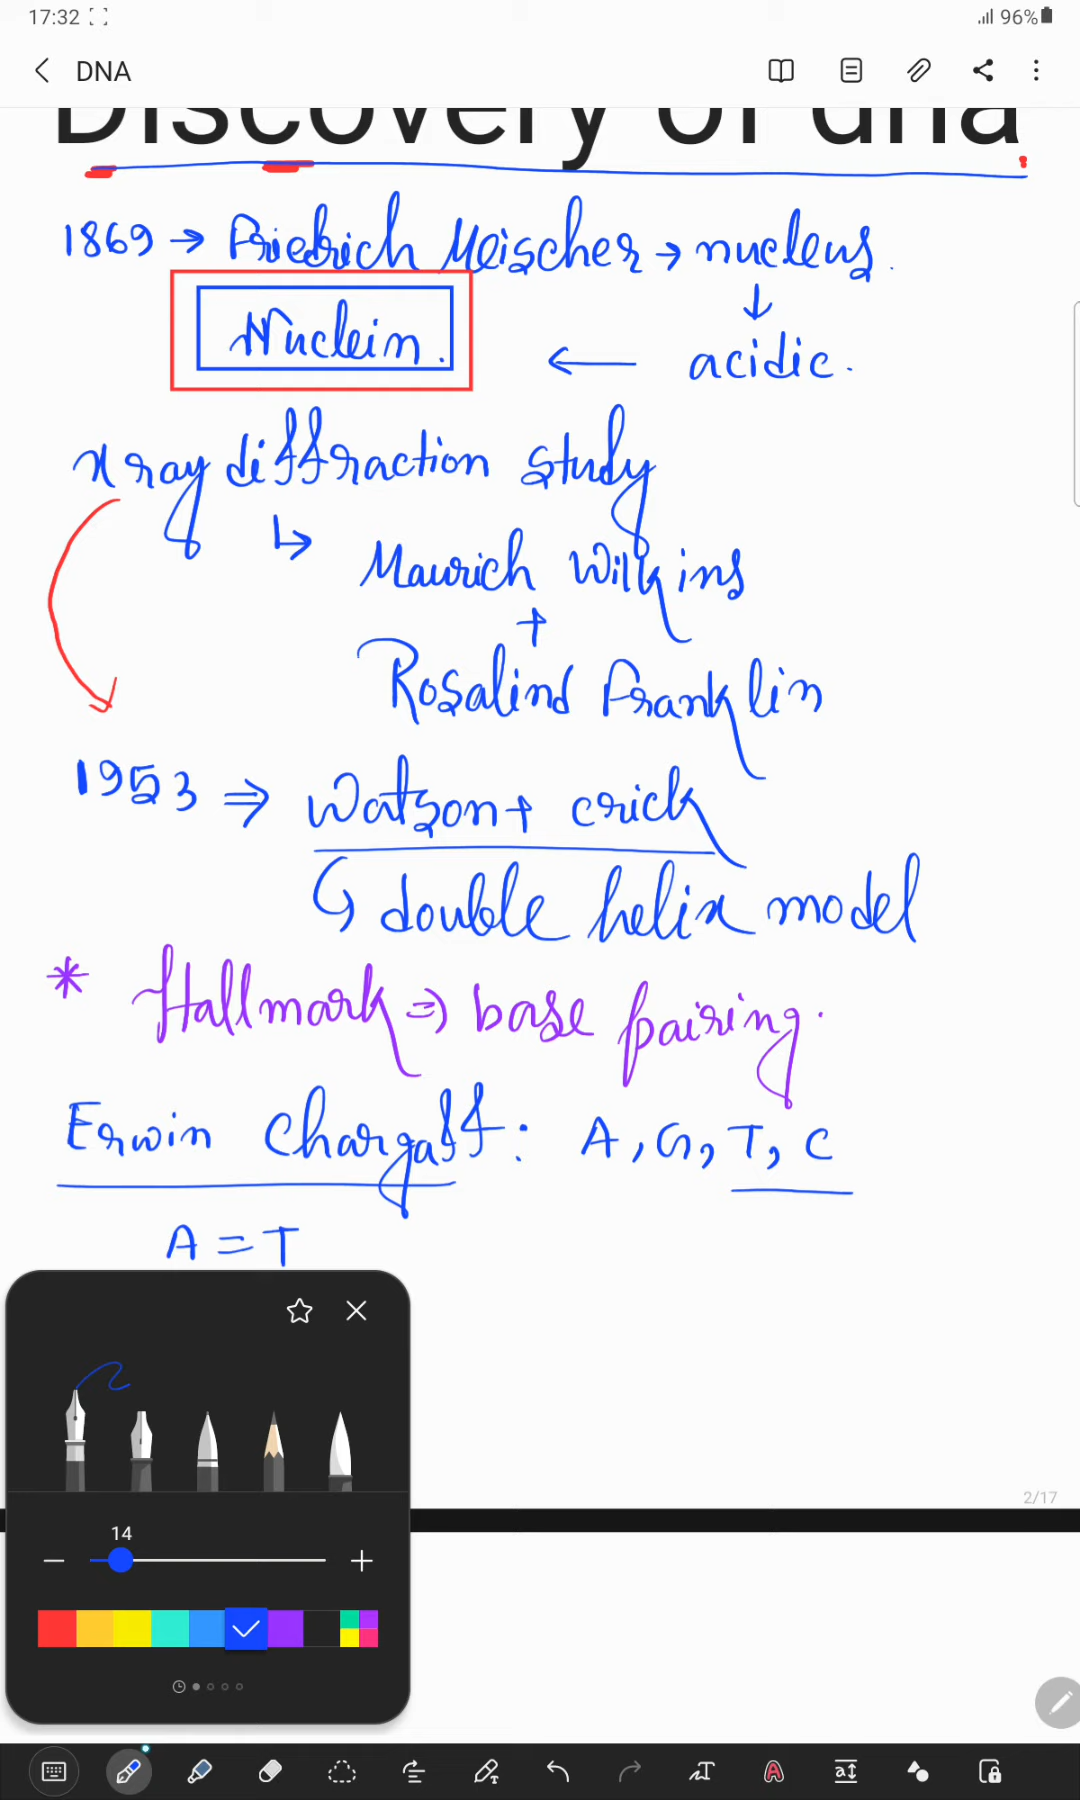 17:32
96%
DNA
Discovery of dna
1869 → Friedrich Meischer → nucleus.
↓
Nuclein. ← acidic.
x ray diffraction study
↳ Maurich Wilkins
+
Rosalind Franklin
1953 ⇒ Watson + crick
↳ double helix model
* Hallmark ⇒ base pairing.
Erwin Chargaff : A, G, T, C
A = T
2/17
14